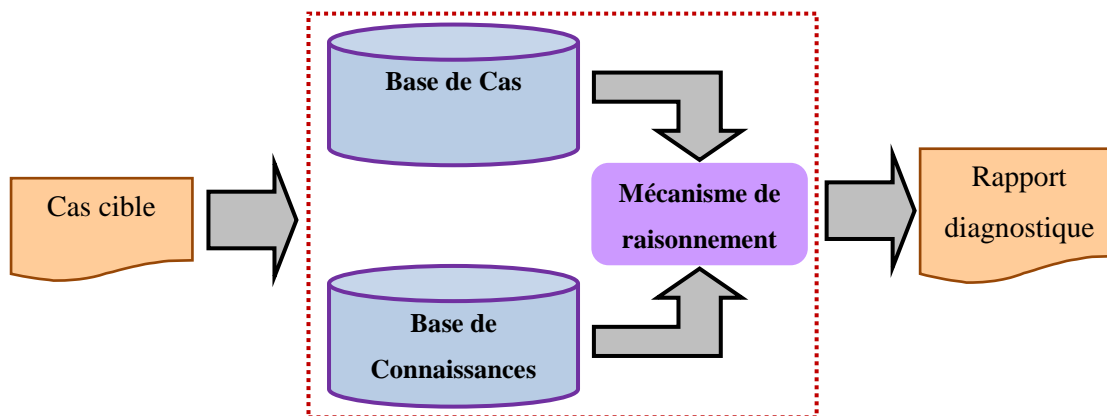 Cas cible
Base de Cas
Base de
Connaissances
Mécanisme de
raisonnement
Rapport
diagnostique